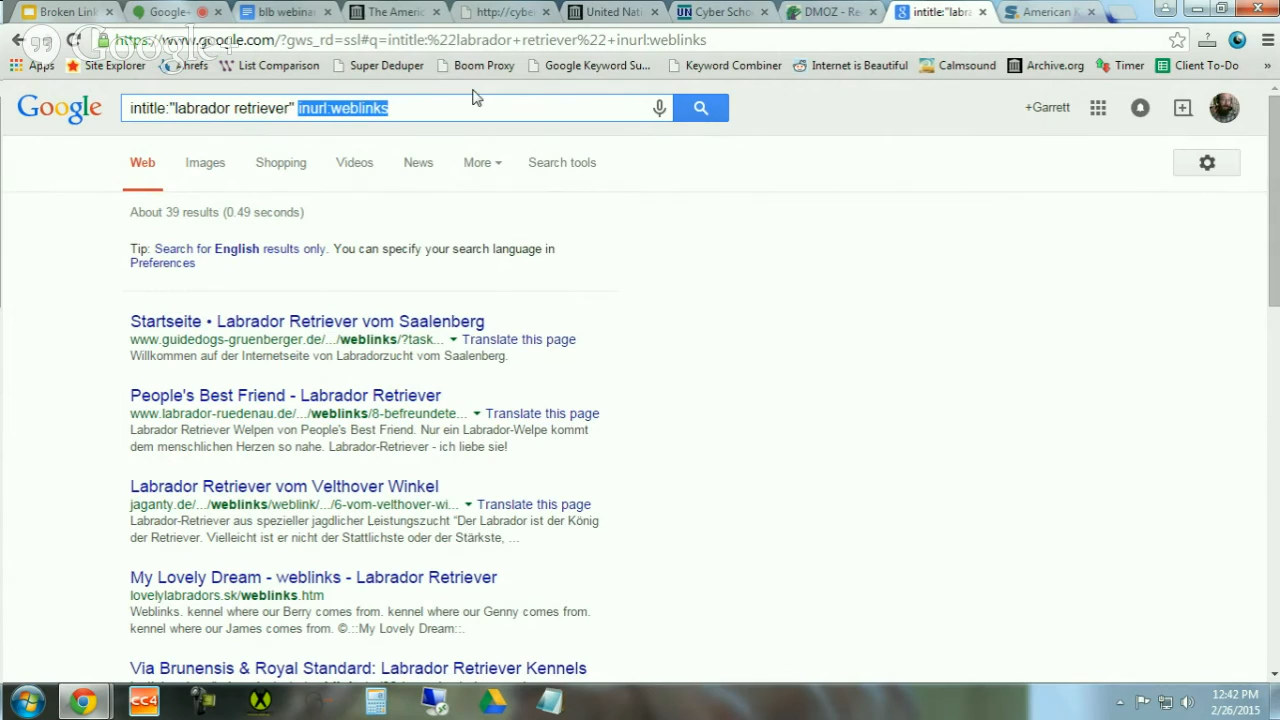 Broken Link
Google+
blb webinar
The Americ
http://cyber
United Nati
Cyber Scho
DMOZ - Re
intitle:"labra
American K
https://www.google.com/?gws_rd=ssl#q=intitle:%22labrador+retriever%22+inurl:weblinks
Google+
Apps
Site Explorer
Ahrefs
List Comparison
Super Deduper
Boom Proxy
Google Keyword Su...
Keyword Combiner
Internet is Beautiful
Calmsound
Archive.org
Timer
Client To-Do
»
Google
intitle:"labrador retriever" inurl:weblinks
+Garrett
Web
Images
Shopping
Videos
News
More
Search tools
About 39 results (0.49 seconds)
Tip: Search for English results only. You can specify your search language in
Preferences
Startseite • Labrador Retriever vom Saalenberg
www.guidedogs-gruenberger.de/.../weblinks/?task... Translate this page
Willkommen auf der Internetseite von Labradorzucht vom Saalenberg.
People's Best Friend - Labrador Retriever
www.labrador-ruedenau.de/.../weblinks/8-befreundete... Translate this page
Labrador Retriever Welpen von People's Best Friend. Nur ein Labrador-Welpe kommt
dem menschlichen Herzen so nahe. Labrador-Retriever - ich liebe sie!
Labrador Retriever vom Velthover Winkel
jaganty.de/.../weblinks/weblink/.../6-vom-velthover-wi... Translate this page
Labrador-Retriever aus spezieller jagdlicher Leistungszucht "Der Labrador ist der König
der Retriever. Vielleicht ist er nicht der Stattlichste oder der Stärkste, ...
My Lovely Dream - weblinks - Labrador Retriever
lovelylabradors.sk/weblinks.htm
Weblinks. kennel where our Berry comes from. kennel where our Genny comes from.
kennel where our James comes from. ©.::My Lovely Dream::.
Via Brunensis & Royal Standard: Labrador Retriever Kennels
CC4
12:42 PM
2/26/2015